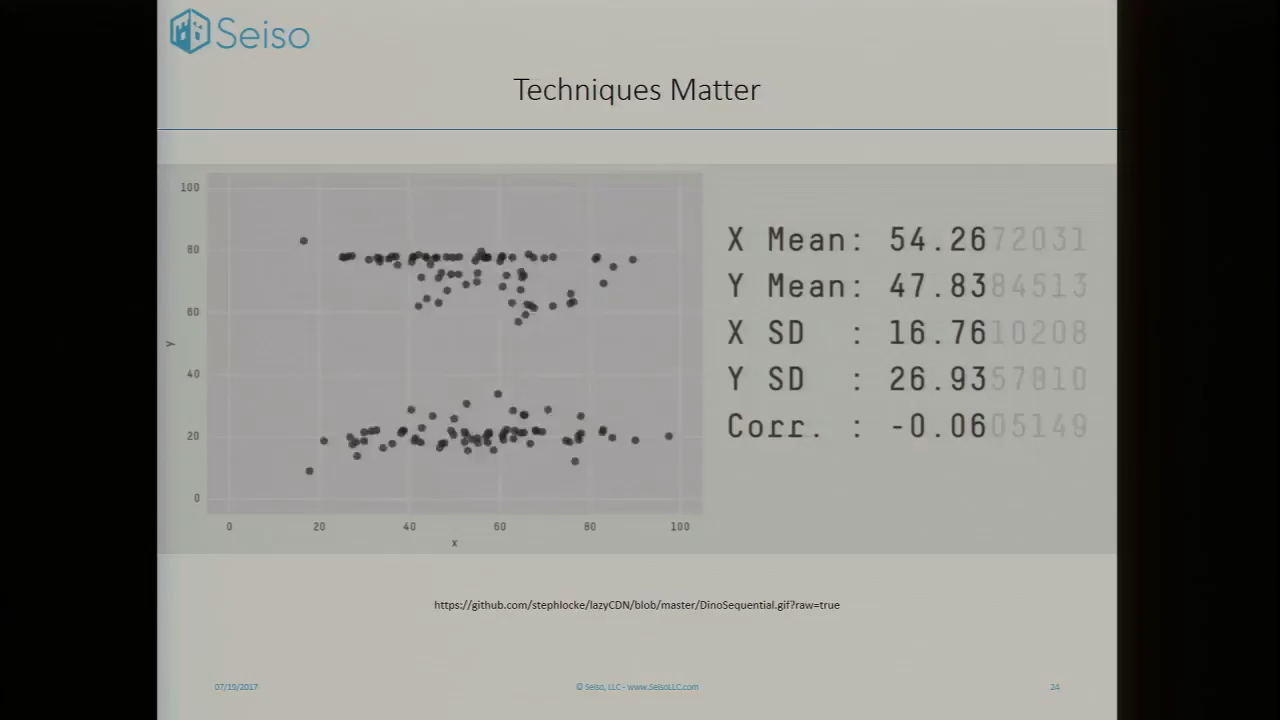 Seiso
Techniques Matter
100
80
60
40
20
0
y
0 20 40 60 80 100
x
X Mean: 54.2672031
Y Mean: 47.8384513
X SD : 16.7610208
Y SD : 26.9357810
Corr. : -0.0605149
https://github.com/stephlocke/lazyCDN/blob/master/DinoSequential.gif?raw=true
07/19/2017
© Seiso, LLC - www.SeisoLLC.com
24